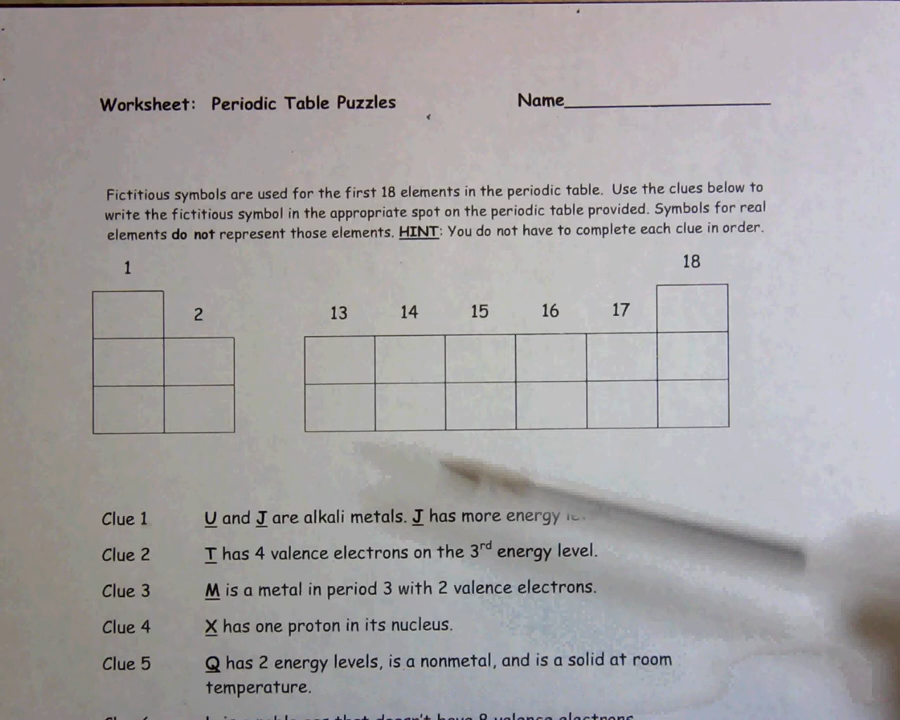 Worksheet: Periodic Table Puzzles Name
Fictitious symbols are used for the first 18 elements in the periodic table. Use the clues below to
write the fictitious symbol in the appropriate spot on the periodic table provided. Symbols for real
elements do not represent those elements. HINT: You do not have to complete each clue in order.
1 18
2 13 14 15 16 17
Clue 1 U and J are alkali metals. J has more energy
Clue 2 T has 4 valence electrons on the 3rd energy level.
Clue 3 M is a metal in period 3 with 2 valence electrons.
Clue 4 X has one proton in its nucleus.
Clue 5 Q has 2 energy levels, is a nonmetal, and is a solid at room
temperature.
that doesn't have 8 valence electrons